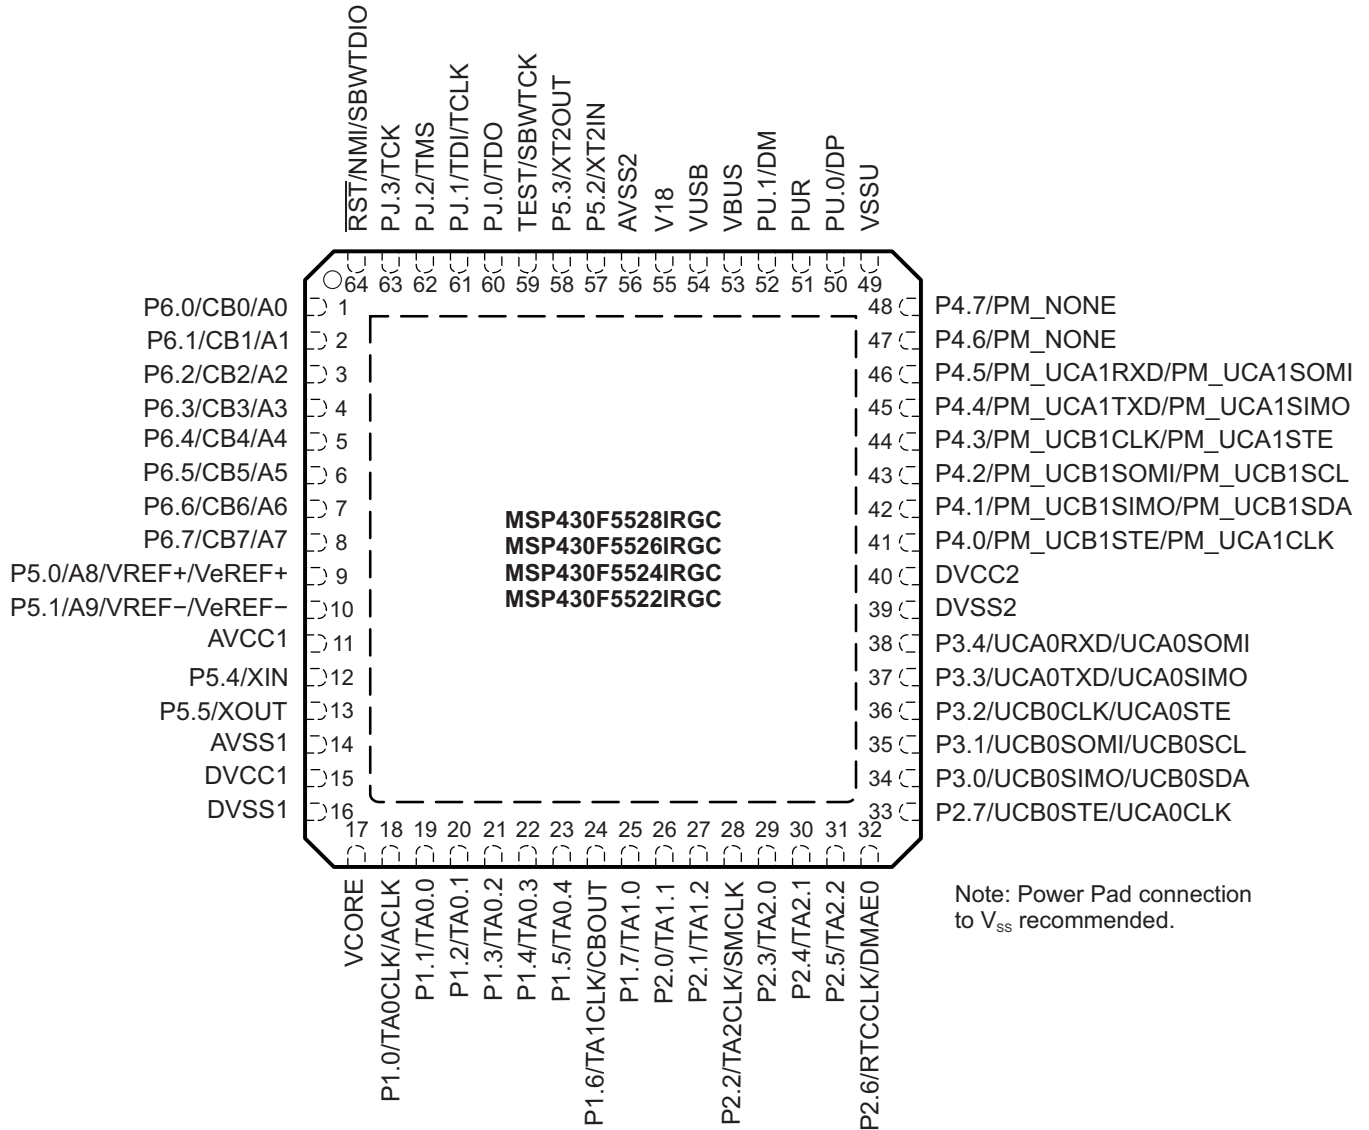 RST/NMI/SBWTDIO
PJ.3/TCK
PJ.2/TMS
PJ.1/TDI/TCLK
PJ.0/TDO
TEST/SBWTCK
P5.3/XT2OUT
P5.2/XT2IN
AVSS2
V18
VUSB
VBUS
PU.1/DM
PUR
PU.0/DP
VSSU
64 63 62 61 60 59 58 57 56 55 54 53 52 51 50 49
P6.0/CB0/A0 1
P6.1/CB1/A1 2
P6.2/CB2/A2 3
P6.3/CB3/A3 4
P6.4/CB4/A4 5
P6.5/CB5/A5 6
P6.6/CB6/A6 7
P6.7/CB7/A7 8
P5.0/A8/VREF+/VeREF+ 9
P5.1/A9/VREF−/VeREF− 10
AVCC1 11
P5.4/XIN 12
P5.5/XOUT 13
AVSS1 14
DVCC1 15
DVSS1 16
MSP430F5528IRGC
MSP430F5526IRGC
MSP430F5524IRGC
MSP430F5522IRGC
48 P4.7/PM_NONE
47 P4.6/PM_NONE
46 P4.5/PM_UCA1RXD/PM_UCA1SOMI
45 P4.4/PM_UCA1TXD/PM_UCA1SIMO
44 P4.3/PM_UCB1CLK/PM_UCA1STE
43 P4.2/PM_UCB1SOMI/PM_UCB1SCL
42 P4.1/PM_UCB1SIMO/PM_UCB1SDA
41 P4.0/PM_UCB1STE/PM_UCA1CLK
40 DVCC2
39 DVSS2
38 P3.4/UCA0RXD/UCA0SOMI
37 P3.3/UCA0TXD/UCA0SIMO
36 P3.2/UCB0CLK/UCA0STE
35 P3.1/UCB0SOMI/UCB0SCL
34 P3.0/UCB0SIMO/UCB0SDA
33 P2.7/UCB0STE/UCA0CLK
17 18 19 20 21 22 23 24 25 26 27 28 29 30 31 32
VCORE
P1.0/TA0CLK/ACLK
P1.1/TA0.0
P1.2/TA0.1
P1.3/TA0.2
P1.4/TA0.3
P1.5/TA0.4
P1.6/TA1CLK/CBOUT
P1.7/TA1.0
P2.0/TA1.1
P2.1/TA1.2
P2.2/TA2CLK/SMCLK
P2.3/TA2.0
P2.4/TA2.1
P2.5/TA2.2
P2.6/RTCCLK/DMAE0
Note: Power Pad connection
to Vss recommended.